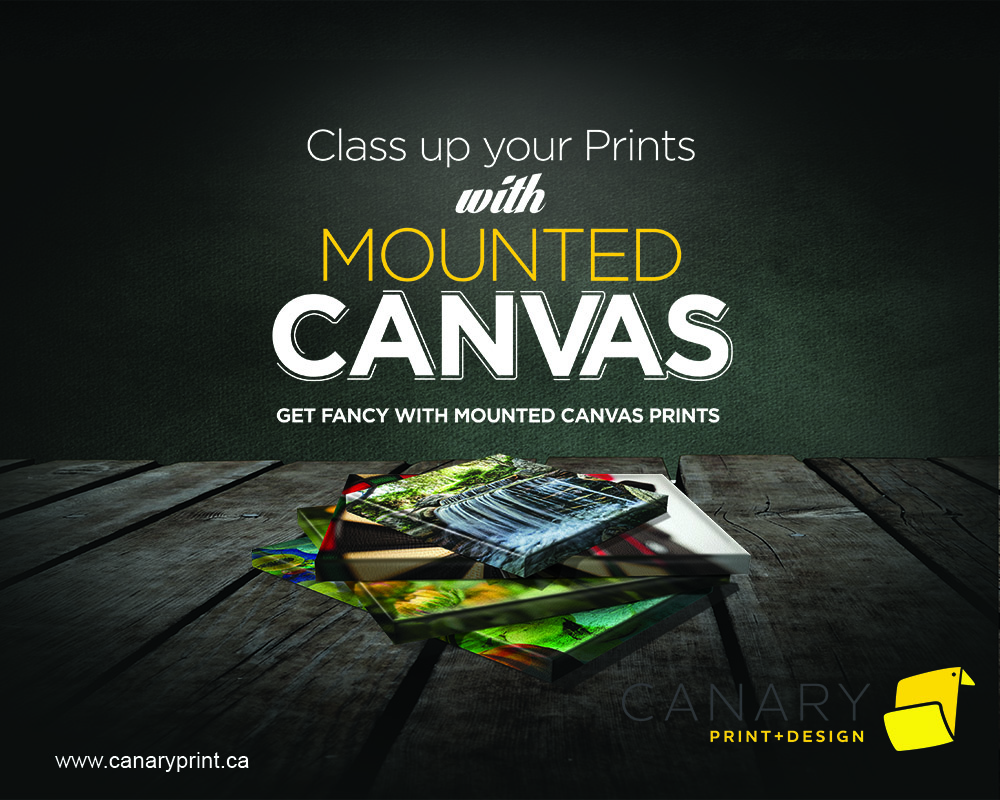 Class up your Prints
with
MOUNTED
CANVAS
GET FANCY WITH MOUNTED CANVAS PRINTS
CANARY
PRINT+DESIGN
www.canaryprint.ca